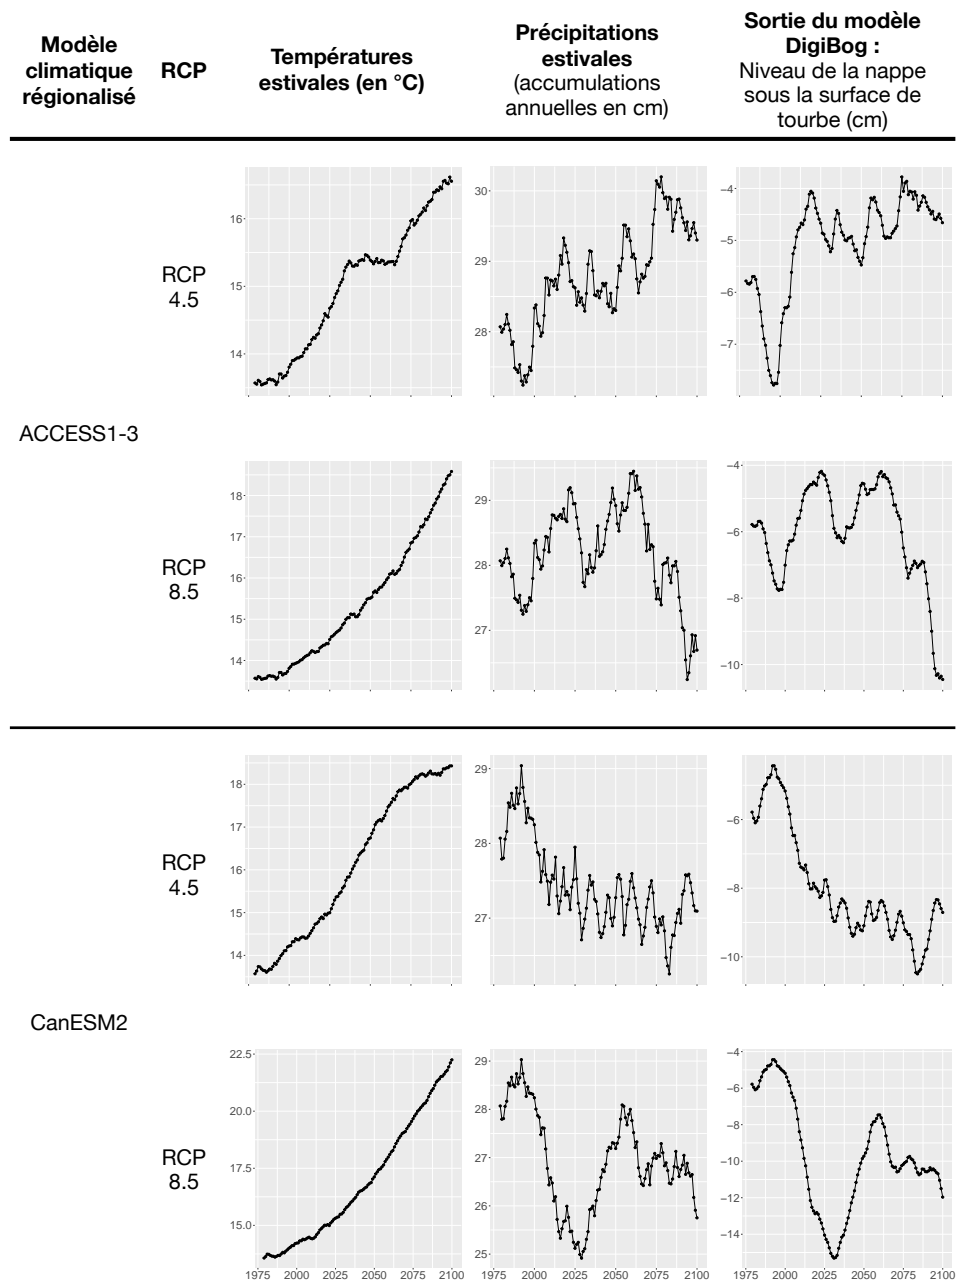 Modèle
climatique
régionalisé
RCP
Températures
estivales (en °C)
Précipitations
estivales
(accumulations
annuelles en cm)
Sortie du modèle
DigiBog :
Niveau de la nappe
sous la surface de
tourbe (cm)
ACCESS1-3
RCP
4.5
16
15
14
30
29
28
−4
−5
−6
−7
RCP
8.5
18
17
16
15
14
29
28
27
−4
−6
−8
−10
CanESM2
RCP
4.5
18
17
16
15
14
29
28
27
−6
−8
−10
RCP
8.5
22.5
20.0
17.5
15.0
29
28
27
26
25
−4
−6
−8
−10
−12
−14
1975 2000 2025 2050 2075 2100
1975 2000 2025 2050 2075 2100
1975 2000 2025 2050 2075 2100